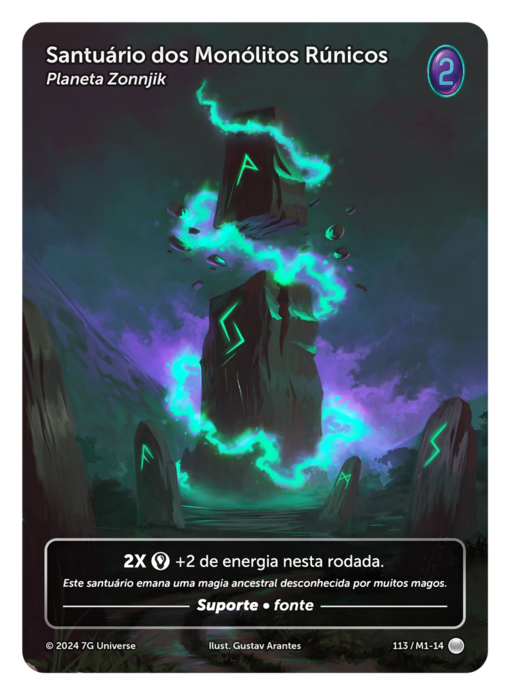 Santuário dos Monólitos Rúnicos
Planeta Zonnjik
2
2X +2 de energia nesta rodada.
Este santuário emana uma magia ancestral desconhecida por muitos magos.
Suporte • fonte
© 2024 7G Universe
Ilust. Gustav Arantes
113 / M1-14